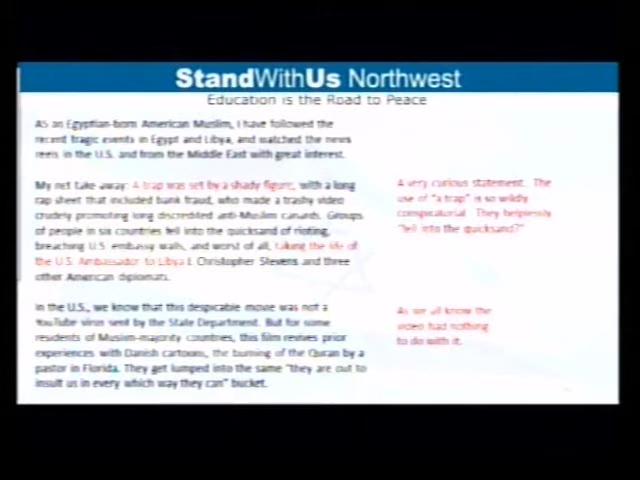 StandWithUs Northwest
Education is the Road to Peace
As an Egyptian-born American Muslim, I have followed the
recent tragic events in Egypt and Libya, and watched the news
reels in the U.S. and from the Middle East with great interest.
My net take away: A trap was set by a shady figure, with a long
rap sheet that included bank fraud, who made a trashy video
crudely promoting long discredited anti-Muslim canards. Groups
of people in six countries fell into the quicksand of rioting,
breaching U.S. embassy walls, and worst of all, taking the life of
the U.S. Ambassador to Libya J. Christopher Stevens and three
other American diplomats.
In the U.S., we know that this despicable movie was not a
YouTube virus sent by the State Department. But for some
residents of Muslim-majority countries, this film revives prior
experiences with Danish cartoons, the burning of the Quran by a
pastor in Florida. They get lumped into the same "they are out to
insult us in every which way they can" bucket.
A very curious statement. The
use of "a trap" is so wildly
conspiratorial. They helplessly
"fell into the quicksand?"
As we all know the
video had nothing
to do with it.